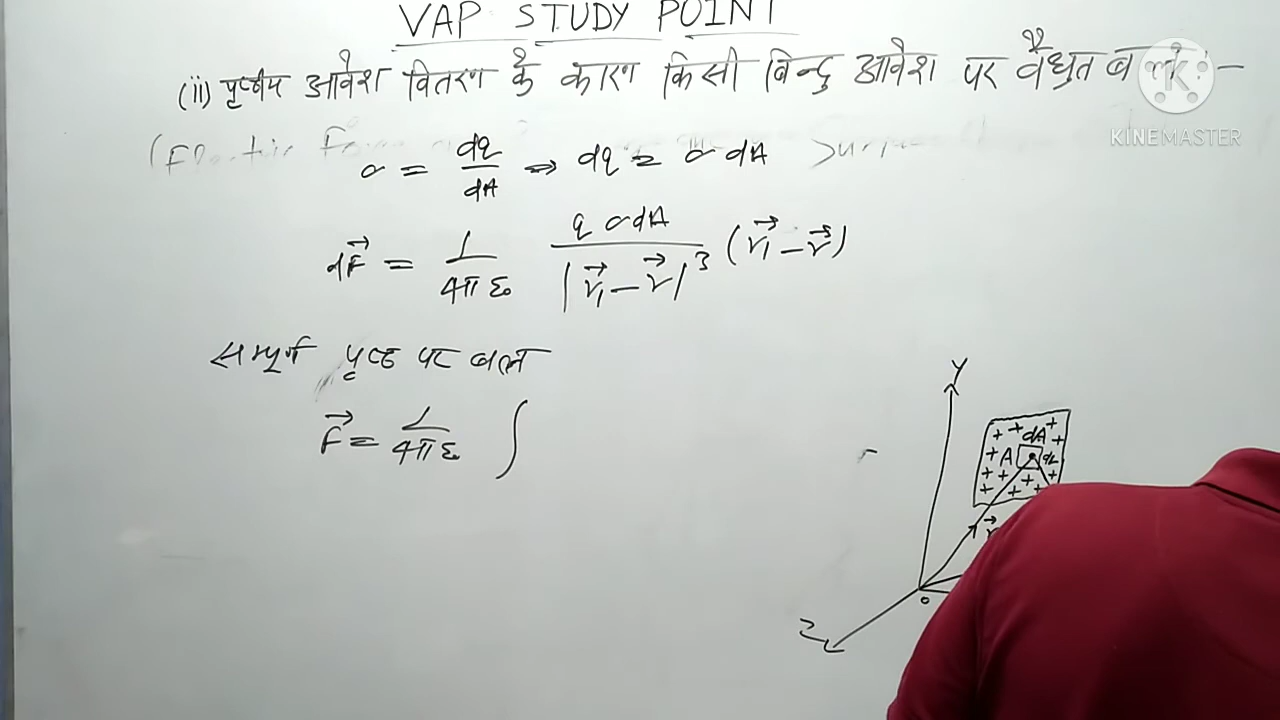 VAP STUDY POINT
(ii) पृष्ठीय आवेश वितरण के कारण किसी बिन्दु आवेश पर वैद्युत बल :-
KINEMASTER
σ = dq/dA ⇒ dq = σ dA
dF⃗ = 1/4πε₀ q σdA/|r⃗₁ - r⃗|³ (r⃗₁ - r⃗)
सम्पूर्ण पृष्ठ पर बल
F⃗ = 1/4πε₀ ∫
Y
dA
A
r⃗
O
Z